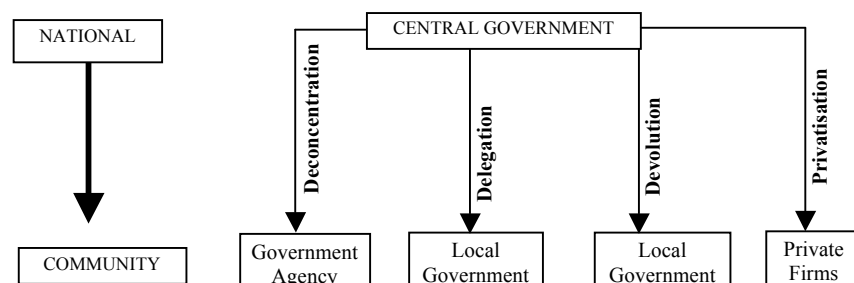 NATIONAL
CENTRAL GOVERNMENT
Deconcentration
Delegation
Devolution
Privatisation
COMMUNITY
Government
Agency
Local
Government
Local
Government
Private
Firms